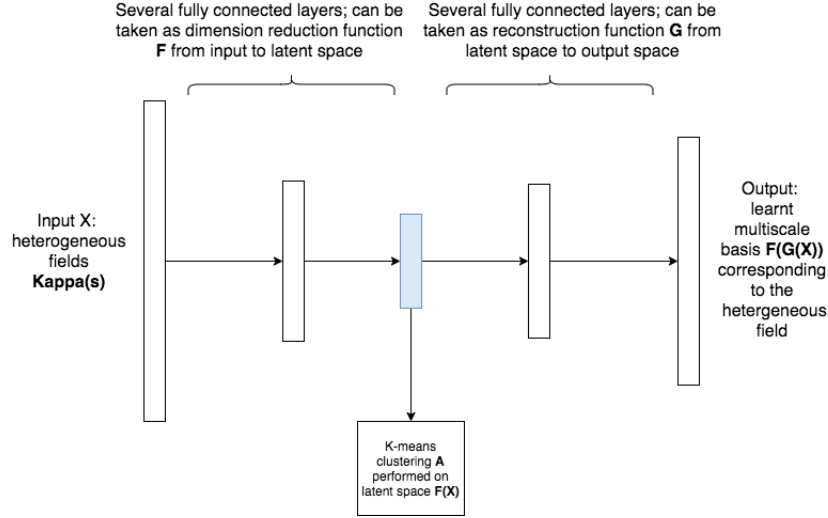 Several fully connected layers; can be
taken as dimension reduction function
F from input to latent space
Several fully connected layers; can be
taken as reconstruction function G from
latent space to output space
Input X:
heterogeneous
fields
Kappa(s)
Output:
learnt
multiscale
basis F(G(X))
corresponding
to the
hetergeneous
field
K-means
clustering A
performed on
latent space F(X)